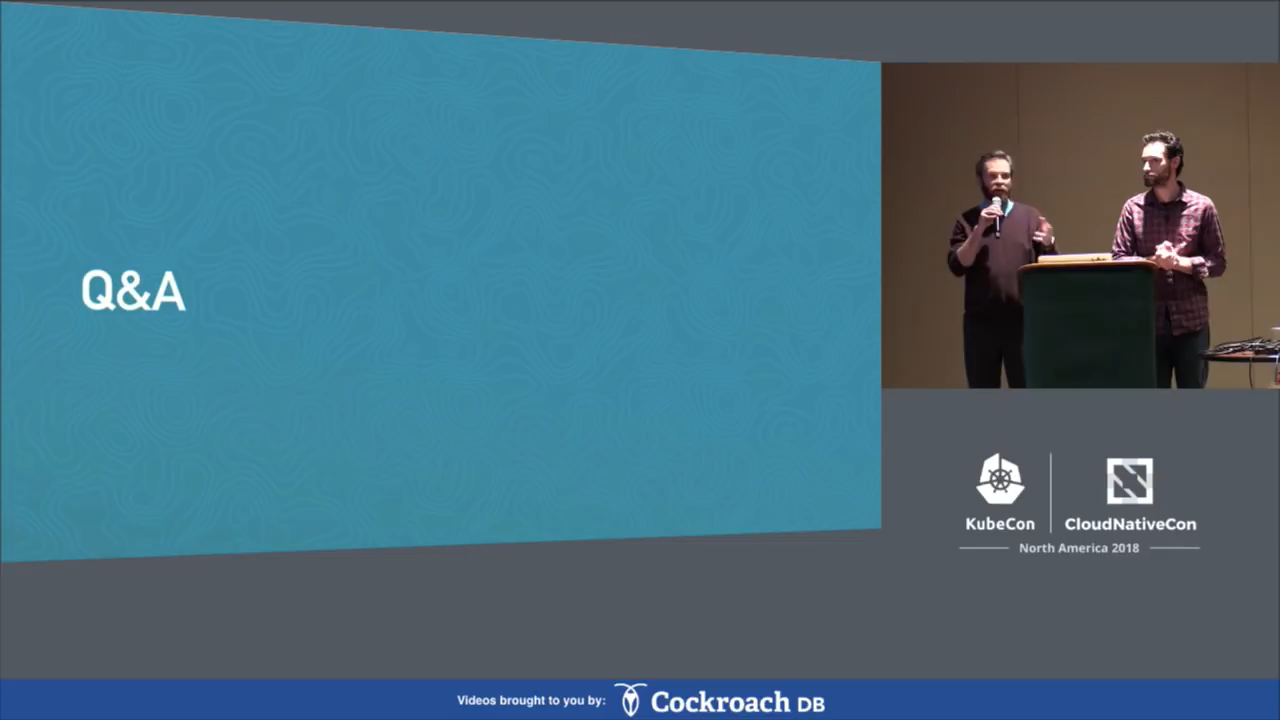 Q&A
KubeCon
CloudNativeCon
North America 2018
Videos brought to you by:
Cockroach DB